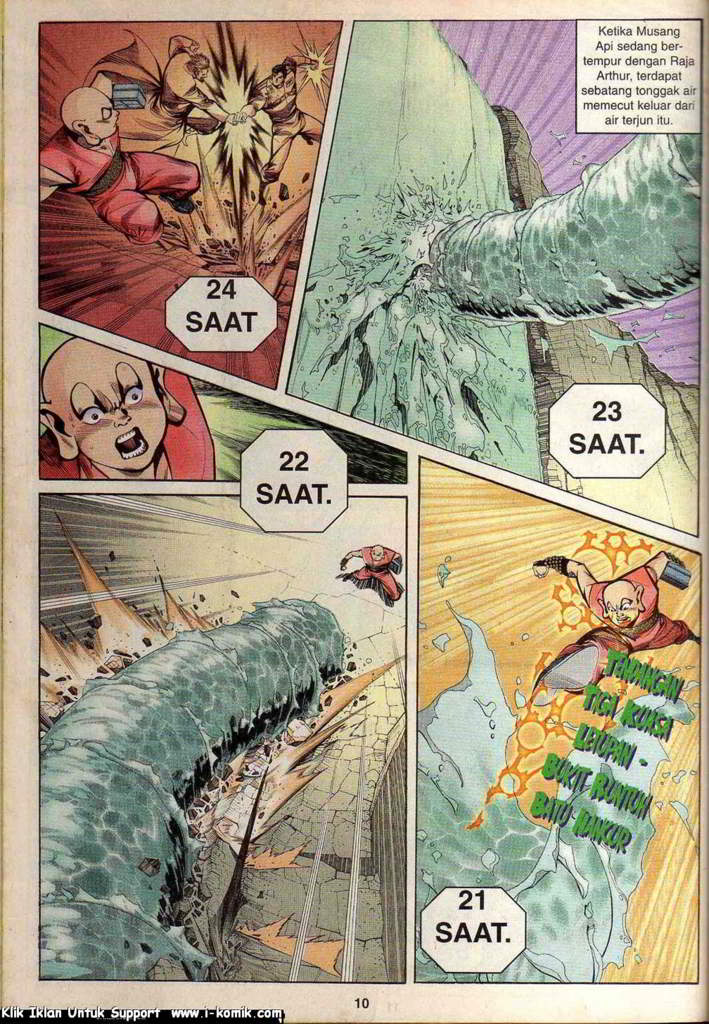 24
SAAT
Ketika Musang
Api sedang ber-
tempur dengan Raja
Arthur, terdapat
sebatang tonggak air
memecut keluar dari
air terjun itu.
23
SAAT.
22
SAAT.
TENDANGAN
TIGA KUASA
LETUPAN -
BUKIT RUNTUH
BATU HANCUR
21
SAAT.
10
Klik Iklan Untuk Support www.i-komik.com